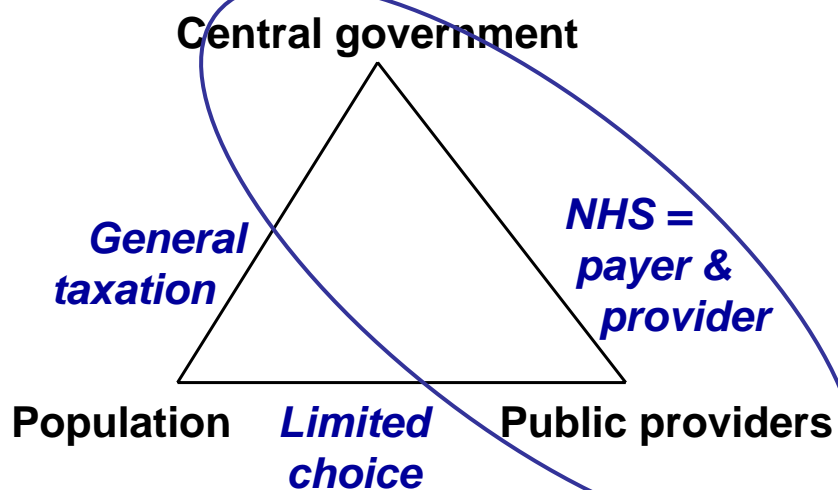 Central government
General
taxation
NHS =
payer &
provider
Population
Limited
choice
Public providers